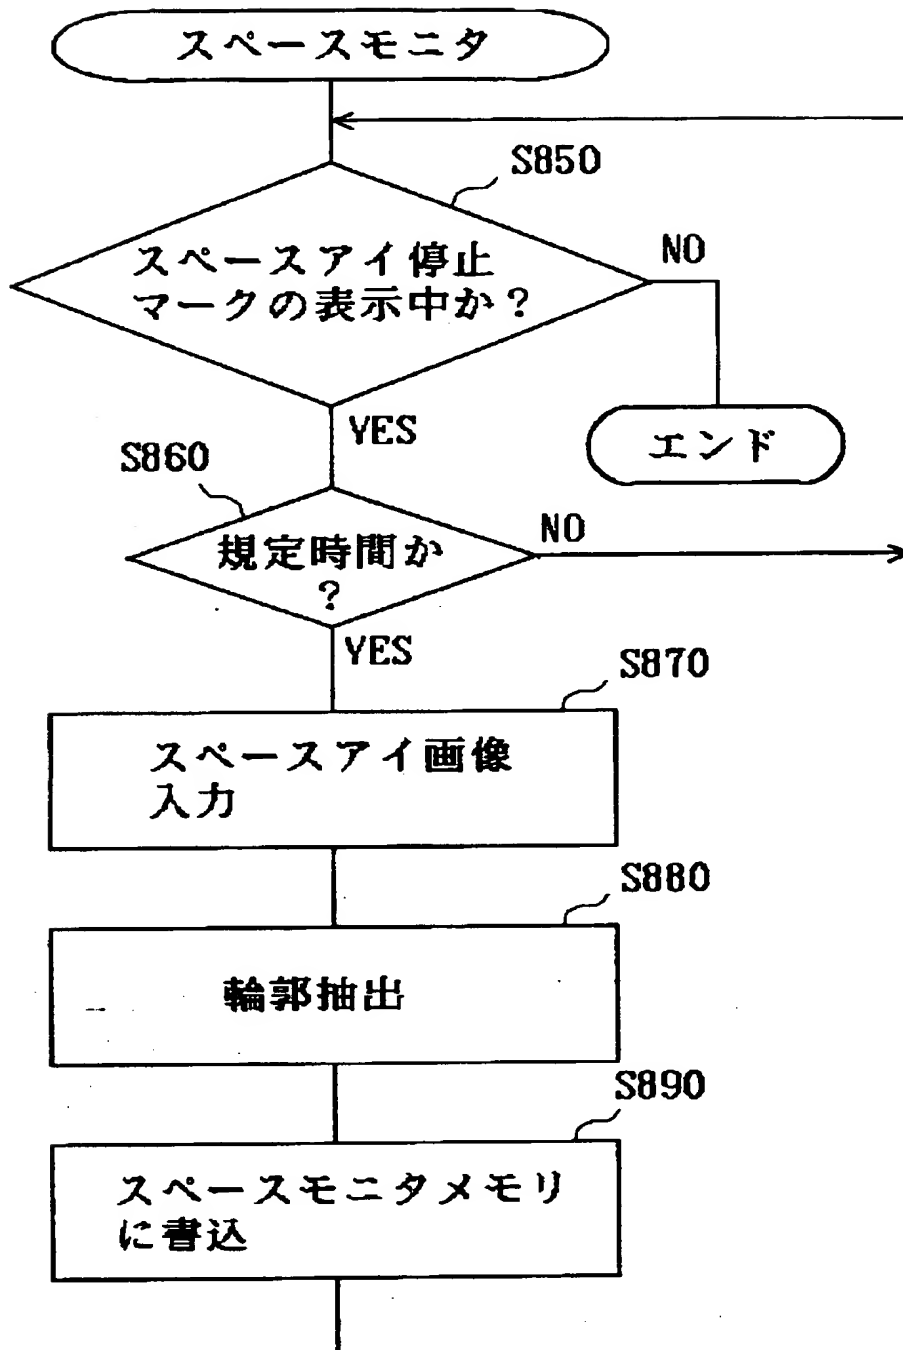 スペースモニタ
S850
スペースアイ停止
マークの表示中か？
NO
YES
エンド
S860
規定時間か
？
NO
YES
S870
スペースアイ画像
入力
S880
輪郭抽出
S890
スペースモニタメモリ
に書込